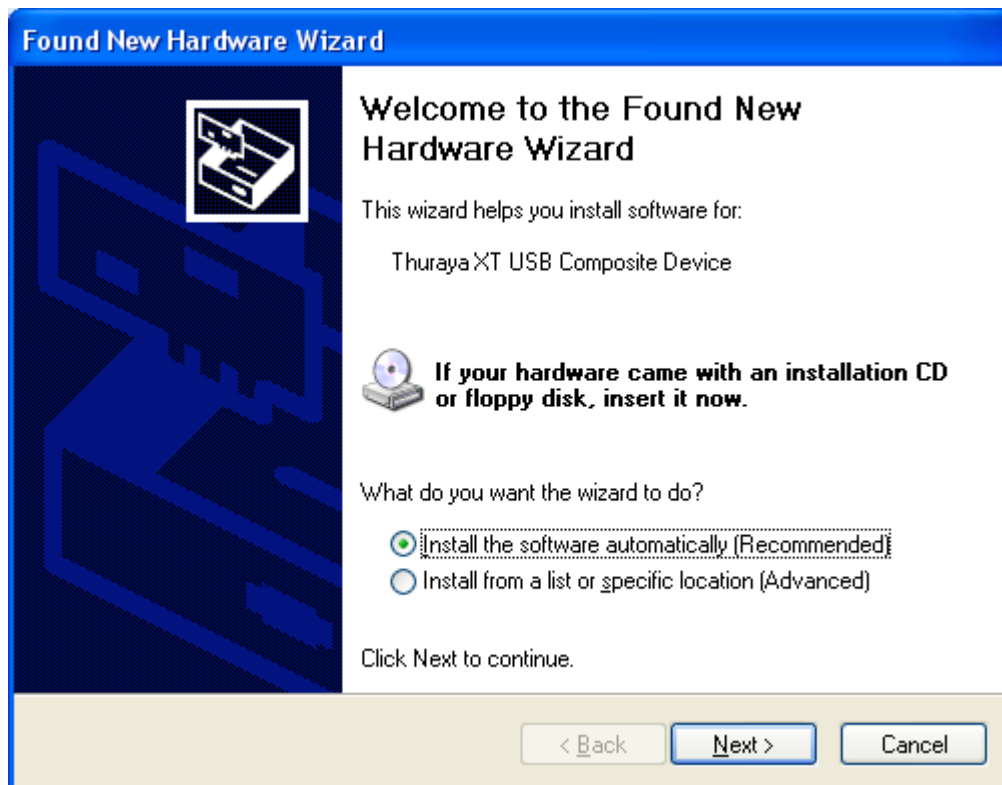 Found New Hardware Wizard
Welcome to the Found New
Hardware Wizard
This wizard helps you install software for:
Thuraya XT USB Composite Device
If your hardware came with an installation CD
or floppy disk, insert it now.
What do you want the wizard to do?
Install the software automatically (Recommended)
Install from a list or specific location (Advanced)
Click Next to continue.
< Back Next > Cancel